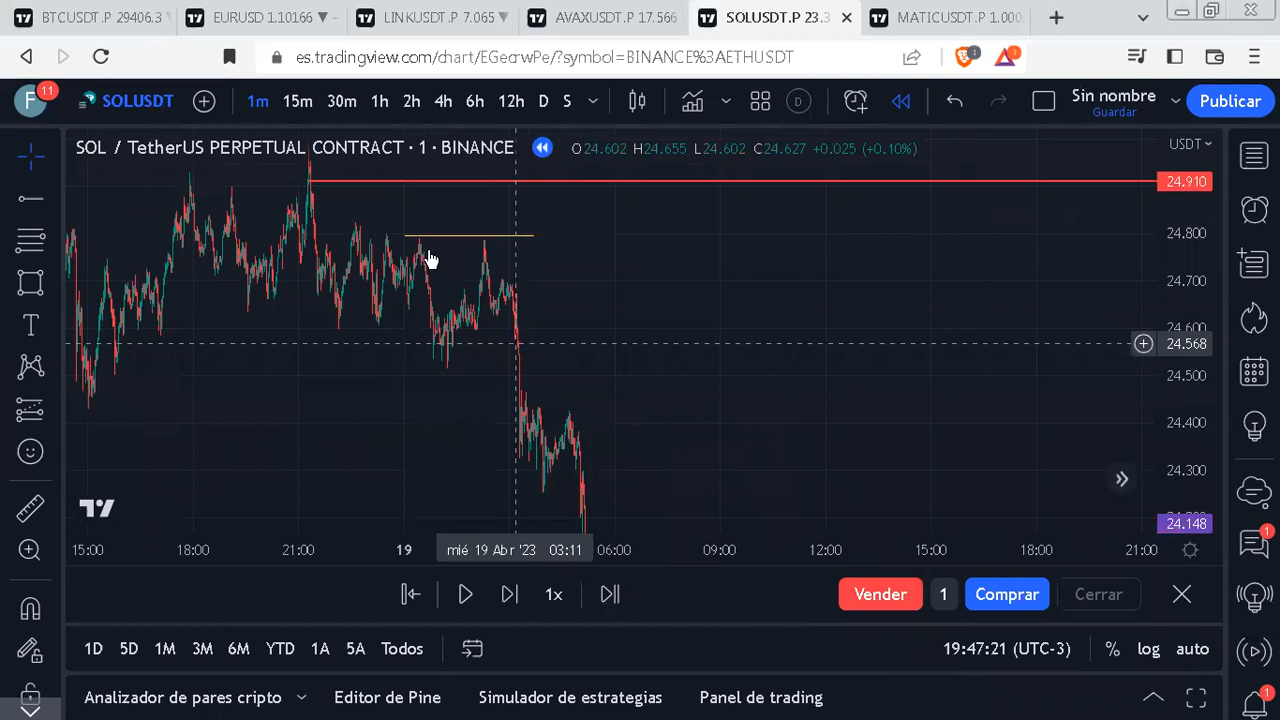 BTCUSDT.P 29406.3
EURUSD 1.10166
LINKUSDT.P 7.065
AVAXUSDT.P 17.566
SOLUSDT.P 23.3
MATICUSDT.P 1.000
es.tradingview.com/chart/EGecrwPe/?symbol=BINANCE%3AETHUSDT
1
F
11
SOLUSDT
1m
15m
30m
1h
2h
4h
6h
12h
D
S
D
Sin nombre
Guardar
Publicar
SOL / TetherUS PERPETUAL CONTRACT · 1 · BINANCE
O24.602 H24.655 L24.602 C24.627 +0.025 (+0.10%)
USDT
24.910
24.800
24.700
24.600
24.568
24.500
24.400
24.300
24.148
15:00
18:00
21:00
19
mié 19 Abr '23
06:00
09:00
12:00
15:00
18:00
21:00
1x
Vender
1
Comprar
Cerrar
1
1D
5D
1M
3M
6M
YTD
1A
5A
Todos
19:47:21 (UTC-3)
%
log
auto
Analizador de pares cripto
Editor de Pine
Simulador de estrategias
Panel de trading
1